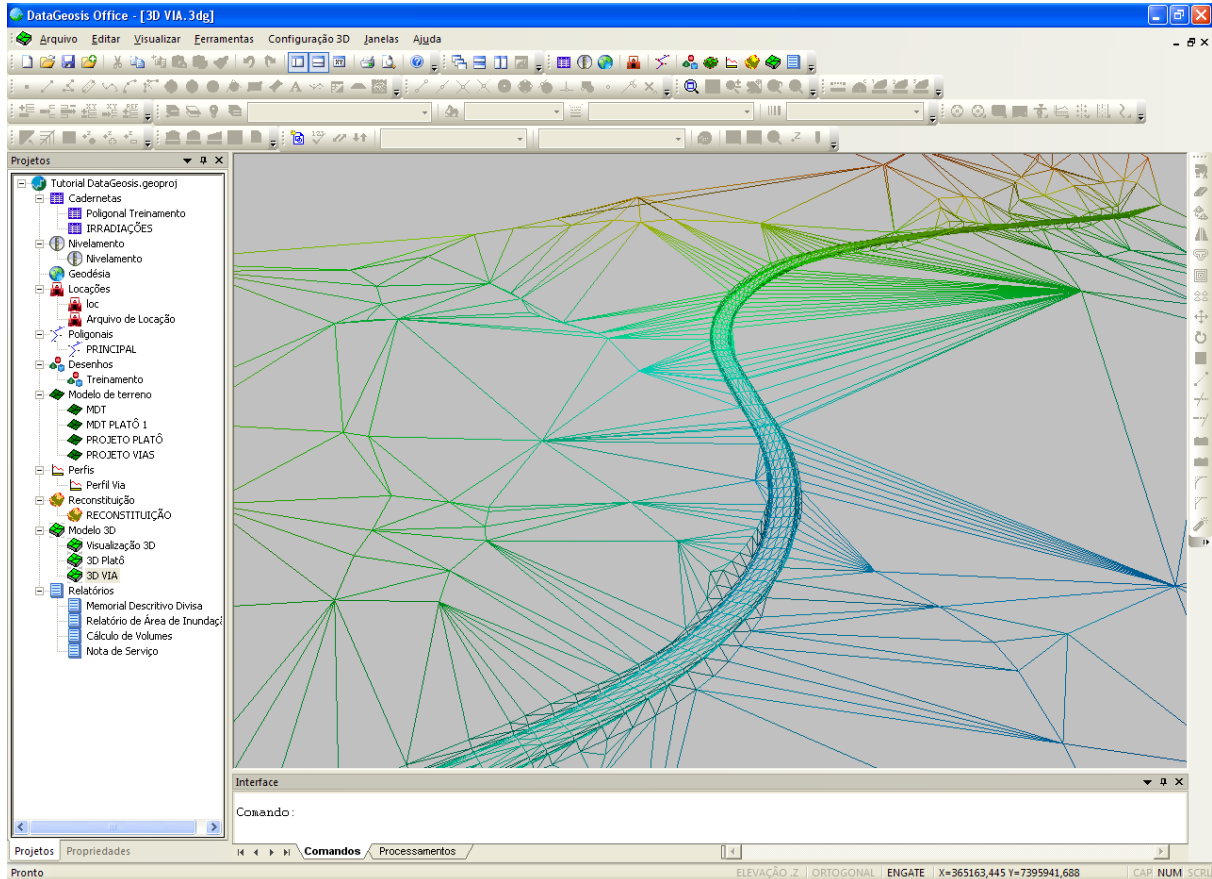 DataGeosis Office - [3D VIA.3dg]
Arquivo Editar Visualizar Ferramentas Configuração 3D Janelas Ajuda
Projetos
Tutorial DataGeosis.geoproj
Cadernetas
Poligonal Treinamento
IRRADIAÇÕES
Nivelamento
Nivelamento
Geodésia
Locações
loc
Arquivo de Locação
Poligonais
PRINCIPAL
Desenhos
Treinamento
Modelo de terreno
MDT
MDT PLATÔ 1
PROJETO PLATÔ
PROJETO VIAS
Perfis
Perfil Via
Reconstituição
RECONSTITUIÇÃO
Modelo 3D
Visualização 3D
3D Platô
3D VIA
Relatórios
Memorial Descritivo Divisa
Relatório de Área de Inundaç
Cálculo de Volumes
Nota de Serviço
Interface
Comando:
Projetos Propriedades
Comandos Processamentos
Pronto
ELEVAÇÃO .Z ORTOGONAL ENGATE X=365163,445 Y=7395941,688 CAP NUM SCRL